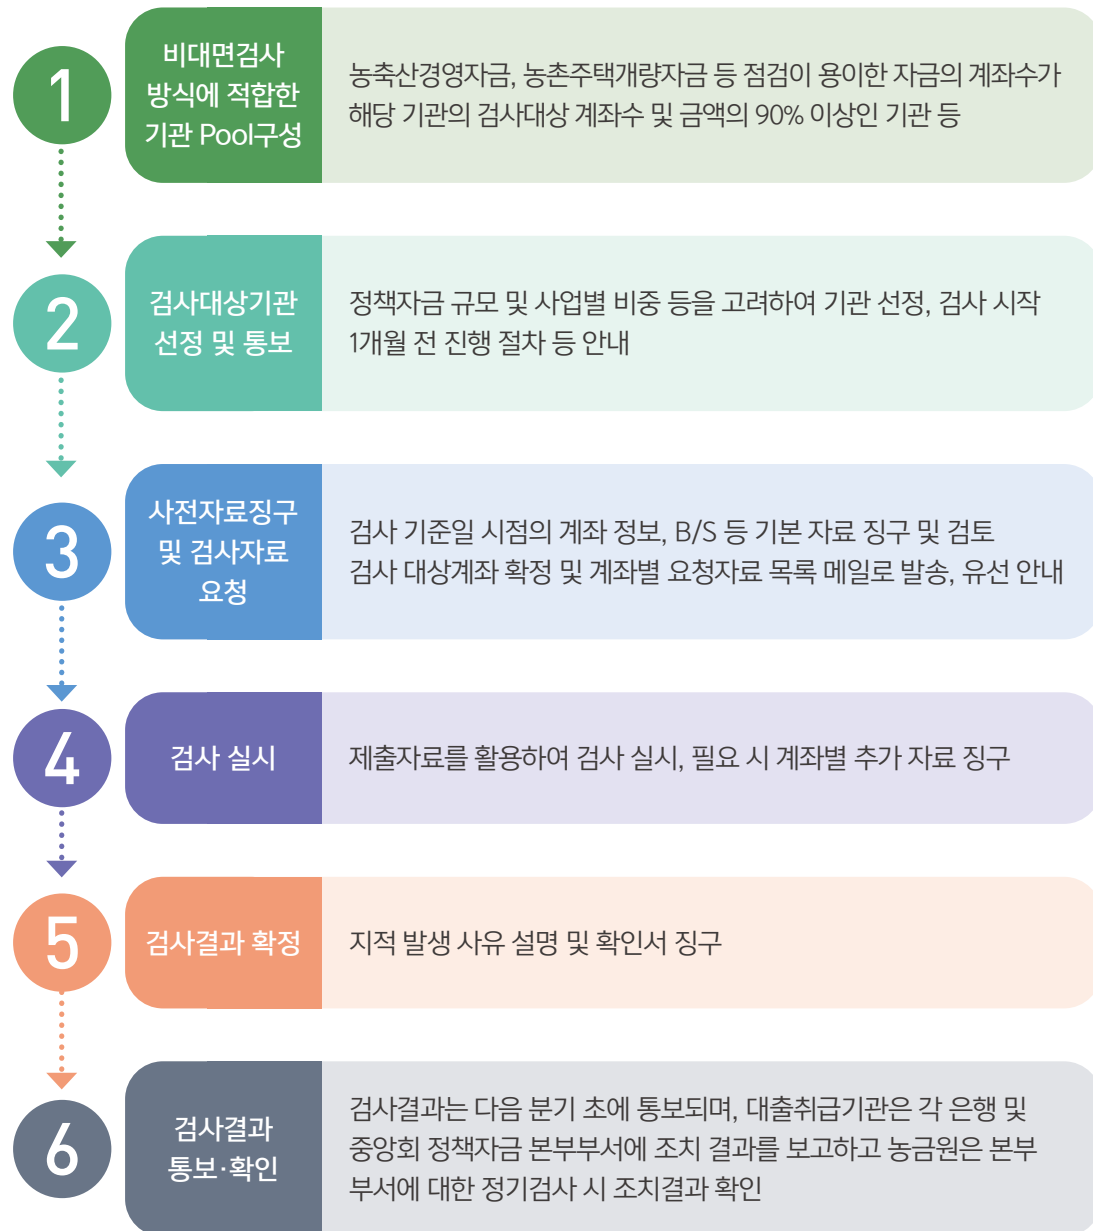 1
비대면검사
방식에 적합한
기관 Pool구성
농축산경영자금, 농촌주택개량자금 등 점검이 용이한 자금의 계좌수가
해당 기관의 검사대상 계좌수 및 금액의 90% 이상인 기관 등
2
검사대상기관
선정 및 통보
정책자금 규모 및 사업별 비중 등을 고려하여 기관 선정, 검사 시작
1개월 전 진행 절차 등 안내
3
사전자료징구
및 검사자료
요청
검사 기준일 시점의 계좌 정보, B/S 등 기본 자료 징구 및 검토
검사 대상계좌 확정 및 계좌별 요청자료 목록 메일로 발송, 유선 안내
4
검사 실시
제출자료를 활용하여 검사 실시, 필요 시 계좌별 추가 자료 징구
5
검사결과 확정
지적 발생 사유 설명 및 확인서 징구
6
검사결과
통보·확인
검사결과는 다음 분기 초에 통보되며, 대출취급기관은 각 은행 및
중앙회 정책자금 본부부서에 조치 결과를 보고하고 농금원은 본부
부서에 대한 정기검사 시 조치결과 확인